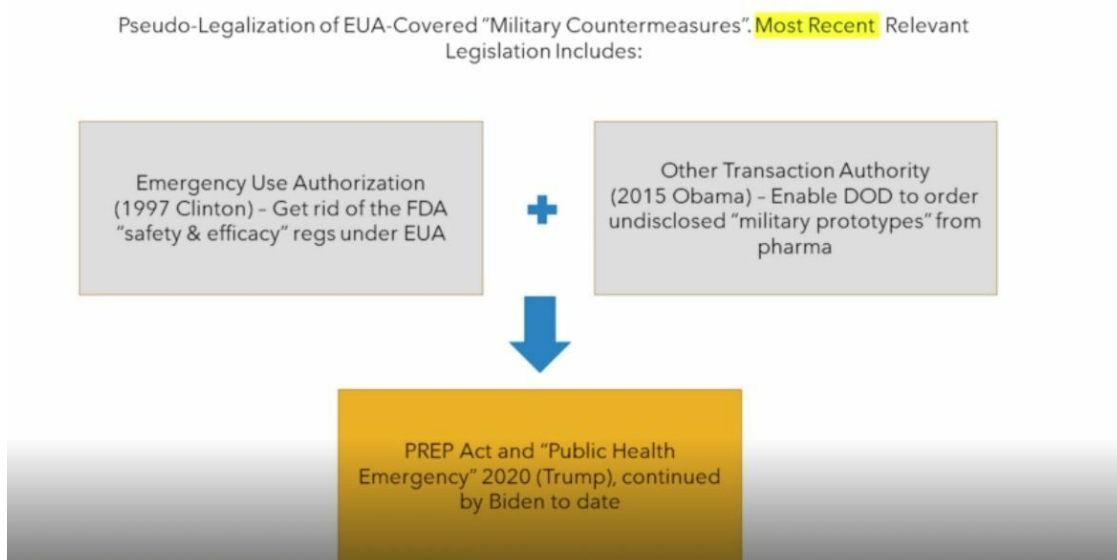 Pseudo-Legalization of EUA-Covered “Military Countermeasures”. Most Recent Relevant
Legislation Includes:
Emergency Use Authorization
(1997 Clinton) – Get rid of the FDA
“safety & efficacy” regs under EUA
Other Transaction Authority
(2015 Obama) – Enable DOD to order
undisclosed “military prototypes” from
pharma
PREP Act and “Public Health
Emergency” 2020 (Trump), continued
by Biden to date